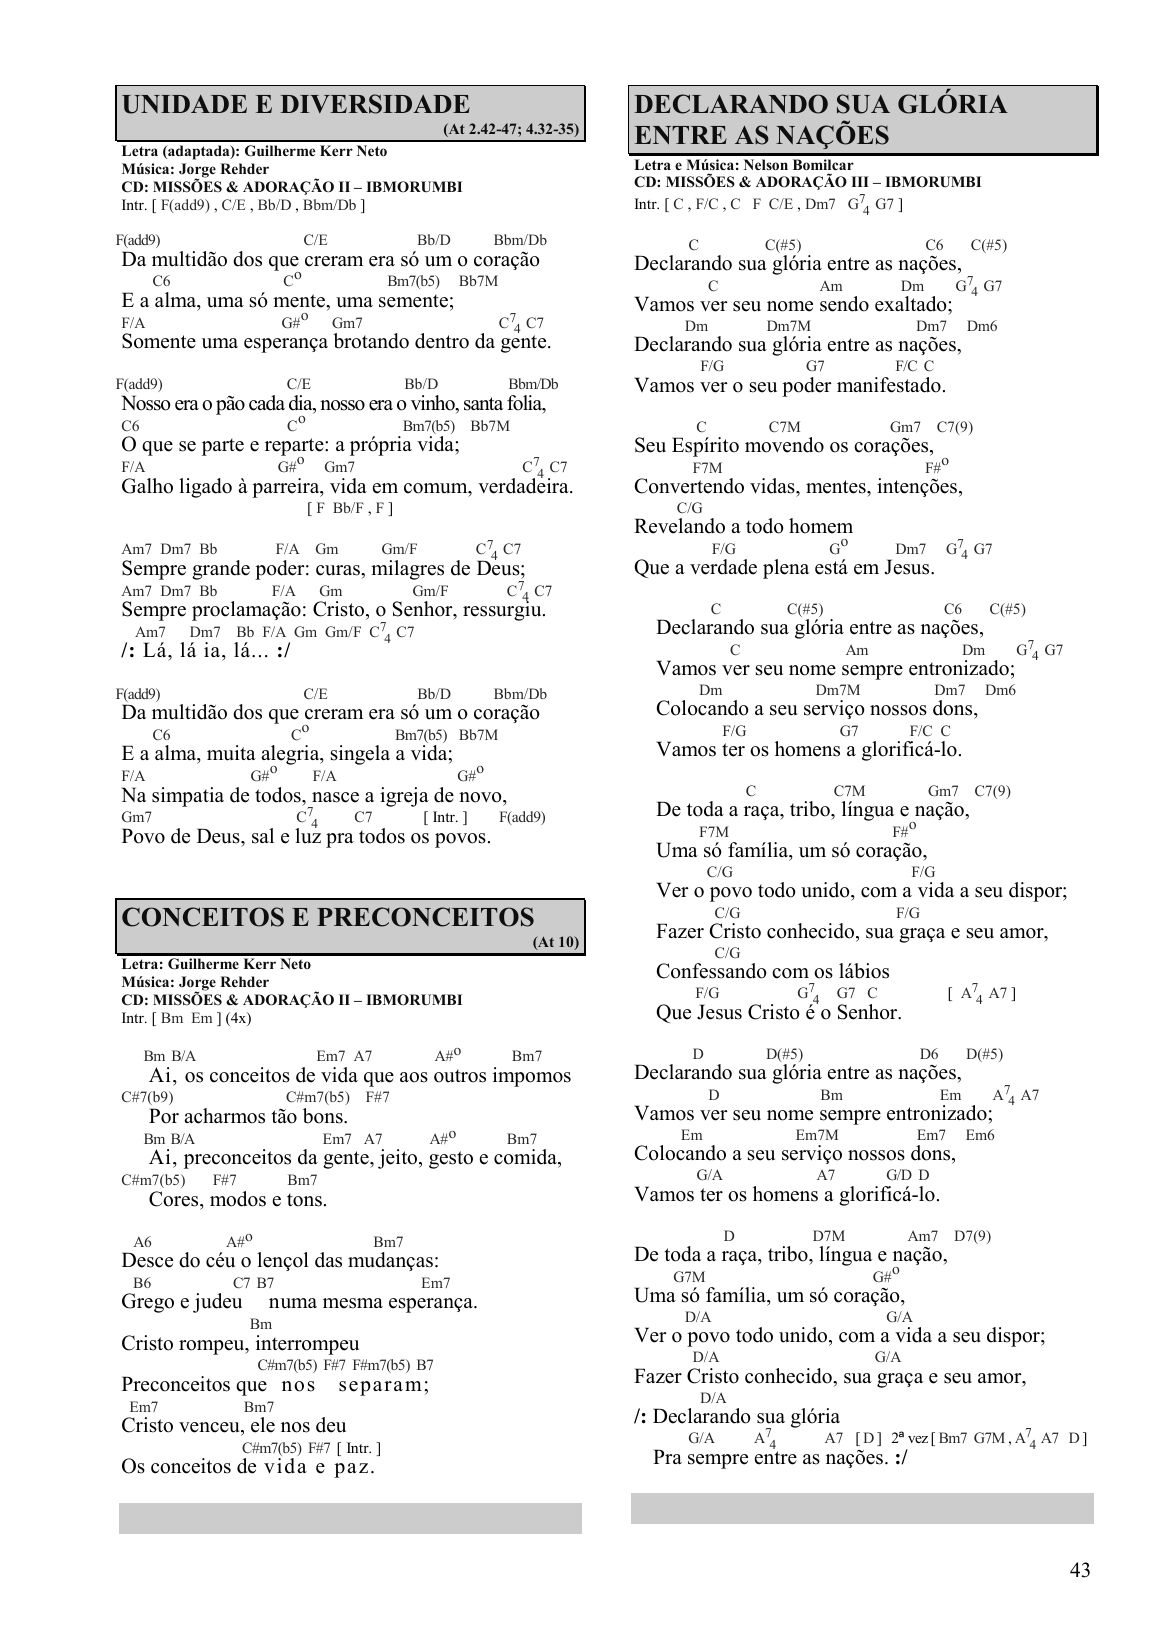 UNIDADE E DIVERSIDADE
(At 2.42-47; 4.32-35)
Letra (adaptada): Guilherme Kerr Neto
Música: Jorge Rehder
CD: MISSÕES & ADORAÇÃO II – IBMORUMBI
Intr. [ F(add9) , C/E , Bb/D , Bbm/Db ]
F(add9) C/E Bb/D Bbm/Db
Da multidão dos que creram era só um o coração
C6 Cº Bm7(b5) Bb7M
E a alma, uma só mente, uma semente;
F/A G#º Gm7 C74 C7
Somente uma esperança brotando dentro da gente.
F(add9) C/E Bb/D Bbm/Db
Nosso era o pão cada dia, nosso era o vinho, santa folia,
C6 Cº Bm7(b5) Bb7M
O que se parte e reparte: a própria vida;
F/A G#º Gm7 C74 C7
Galho ligado à parreira, vida em comum, verdadeira.
[ F Bb/F , F ]
Am7 Dm7 Bb F/A Gm Gm/F C74 C7
Sempre grande poder: curas, milagres de Deus;
Am7 Dm7 Bb F/A Gm Gm/F C74 C7
Sempre proclamação: Cristo, o Senhor, ressurgiu.
Am7 Dm7 Bb F/A Gm Gm/F C74 C7
/: Lá, lá ia, lá... :/
F(add9) C/E Bb/D Bbm/Db
Da multidão dos que creram era só um o coração
C6 Cº Bm7(b5) Bb7M
E a alma, muita alegria, singela a vida;
F/A G#º F/A G#º
Na simpatia de todos, nasce a igreja de novo,
Gm7 C74 C7 [ Intr. ] F(add9)
Povo de Deus, sal e luz pra todos os povos.
CONCEITOS E PRECONCEITOS
(At 10)
Letra: Guilherme Kerr Neto
Música: Jorge Rehder
CD: MISSÕES & ADORAÇÃO II – IBMORUMBI
Intr. [ Bm Em ] (4x)
Bm B/A Em7 A7 A#º Bm7
Ai, os conceitos de vida que aos outros impomos
C#7(b9) C#m7(b5) F#7
Por acharmos tão bons.
Bm B/A Em7 A7 A#º Bm7
Ai, preconceitos da gente, jeito, gesto e comida,
C#m7(b5) F#7 Bm7
Cores, modos e tons.
A6 A#º Bm7
Desce do céu o lençol das mudanças:
B6 C7 B7 Em7
Grego e judeu numa mesma esperança.
Bm
Cristo rompeu, interrompeu
C#m7(b5) F#7 F#m7(b5) B7
Preconceitos que nos separam;
Em7 Bm7
Cristo venceu, ele nos deu
C#m7(b5) F#7 [ Intr. ]
Os conceitos de vida e paz.
DECLARANDO SUA GLÓRIA
ENTRE AS NAÇÕES
Letra e Música: Nelson Bomilcar
CD: MISSÕES & ADORAÇÃO III – IBMORUMBI
Intr. [ C , F/C , C F C/E , Dm7 G74 G7 ]
C C(#5) C6 C(#5)
Declarando sua glória entre as nações,
C Am Dm G74 G7
Vamos ver seu nome sendo exaltado;
Dm Dm7M Dm7 Dm6
Declarando sua glória entre as nações,
F/G G7 F/C C
Vamos ver o seu poder manifestado.
C C7M Gm7 C7(9)
Seu Espírito movendo os corações,
F7M F#º
Convertendo vidas, mentes, intenções,
C/G
Revelando a todo homem
F/G Gº Dm7 G74 G7
Que a verdade plena está em Jesus.
C C(#5) C6 C(#5)
Declarando sua glória entre as nações,
C Am Dm G74 G7
Vamos ver seu nome sempre entronizado;
Dm Dm7M Dm7 Dm6
Colocando a seu serviço nossos dons,
F/G G7 F/C C
Vamos ter os homens a glorificá-lo.
C C7M Gm7 C7(9)
De toda a raça, tribo, língua e nação,
F7M F#º
Uma só família, um só coração,
C/G F/G
Ver o povo todo unido, com a vida a seu dispor;
C/G F/G
Fazer Cristo conhecido, sua graça e seu amor,
C/G
Confessando com os lábios
F/G G74 G7 C [ A74 A7 ]
Que Jesus Cristo é o Senhor.
D D(#5) D6 D(#5)
Declarando sua glória entre as nações,
D Bm Em A74 A7
Vamos ver seu nome sempre entronizado;
Em Em7M Em7 Em6
Colocando a seu serviço nossos dons,
G/A A7 G/D D
Vamos ter os homens a glorificá-lo.
D D7M Am7 D7(9)
De toda a raça, tribo, língua e nação,
G7M G#º
Uma só família, um só coração,
D/A G/A
Ver o povo todo unido, com a vida a seu dispor;
D/A G/A
Fazer Cristo conhecido, sua graça e seu amor,
D/A
/: Declarando sua glória
G/A A74 A7 [ D ] 2ª vez [ Bm7 G7M , A74 A7 D ]
Pra sempre entre as nações. :/
43